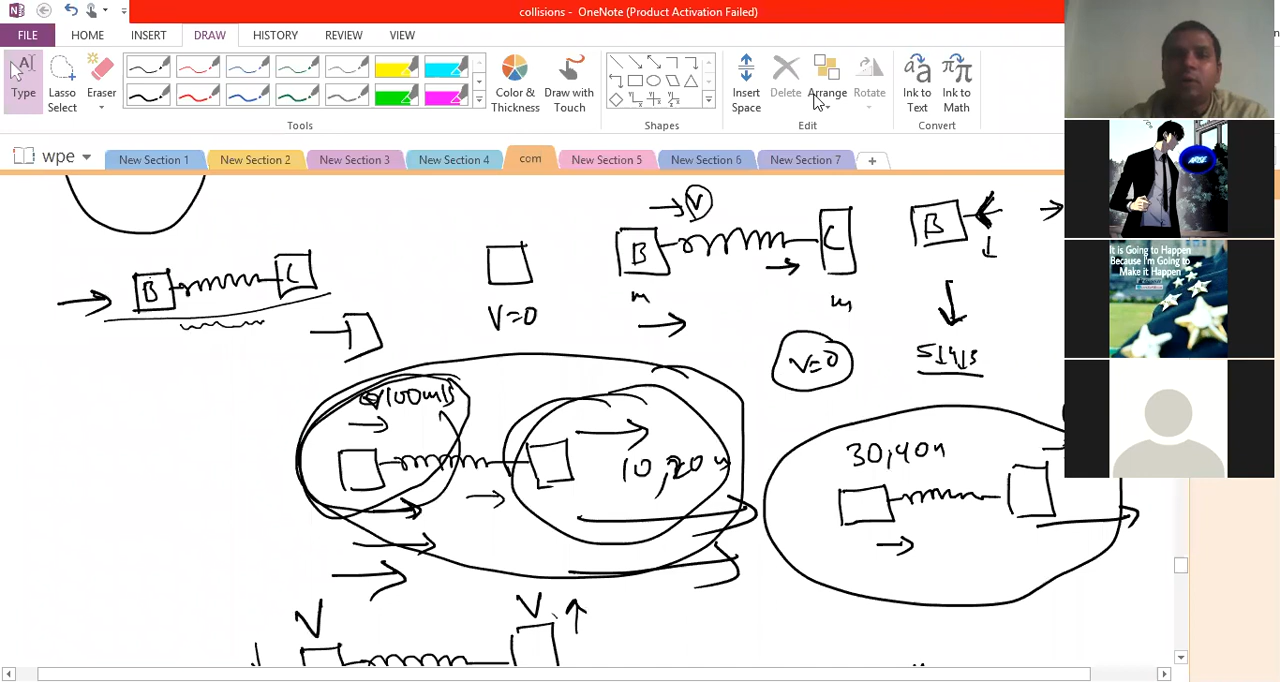 collisions - OneNote (Product Activation Failed)
FILE HOME INSERT DRAW HISTORY REVIEW VIEW
Type
Lasso Select
Eraser
Color & Thickness
Draw with Touch
Insert Space
Delete
Arrange
Rotate
Ink to Text
Ink to Math
Tools
Shapes
Edit
Convert
wpe
New Section 1
New Section 2
New Section 3
New Section 4
com
New Section 5
New Section 6
New Section 7
It is Going to Happen
Because I'm Going to
Make it Happen
V
B
C
B
B
C
m
m
V=0
V=0
100m/s
10, 20
30, 40
V
V